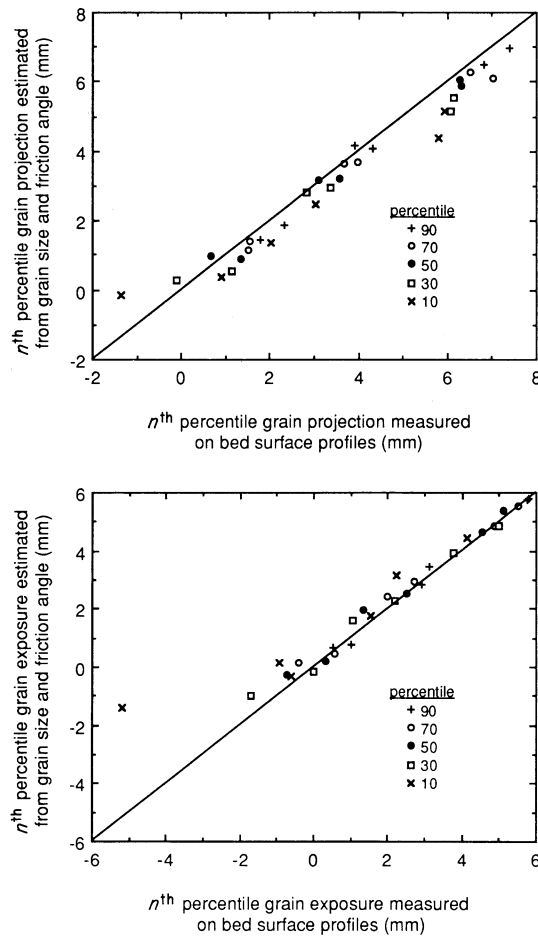 8
6
4
2
0
-2
nth percentile grain projection estimated
from grain size and friction angle (mm)
percentile
+ 90
○ 70
● 50
□ 30
× 10
-2 0 2 4 6 8
nth percentile grain projection measured
on bed surface profiles (mm)
6
4
2
0
-2
-4
-6
nth percentile grain exposure estimated
from grain size and friction angle (mm)
percentile
+ 90
○ 70
● 50
□ 30
× 10
-6 -4 -2 0 2 4 6
nth percentile grain exposure measured
on bed surface profiles (mm)